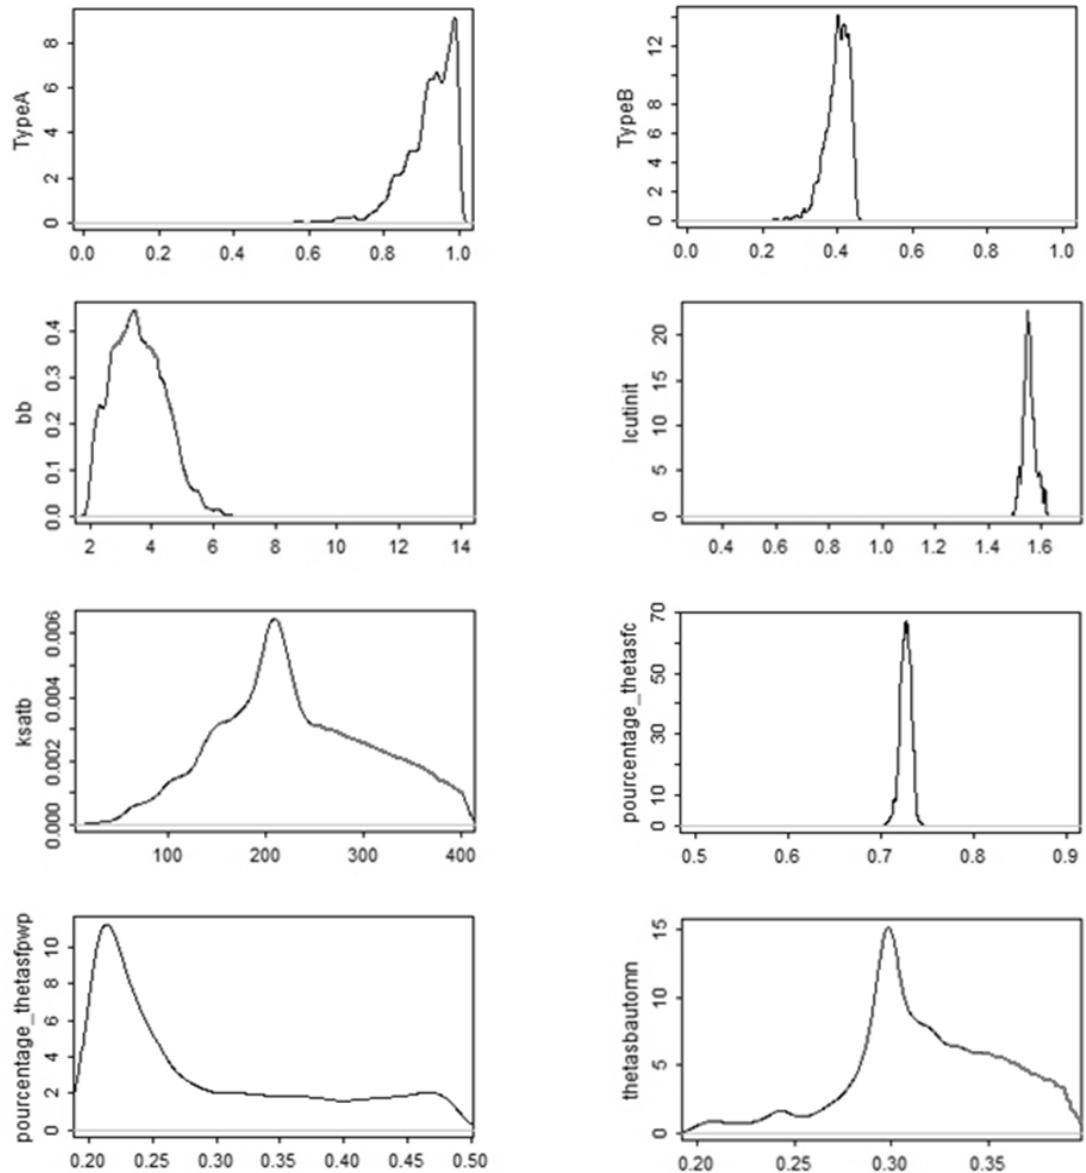 TypeA
0 2 4 6 8
0.0 0.2 0.4 0.6 0.8 1.0
TypeB
0 2 4 6 8 12
0.0 0.2 0.4 0.6 0.8 1.0
bb
0.0 0.1 0.2 0.3 0.4
2 4 6 8 10 12 14
lcutinit
0 5 10 15 20
0.4 0.6 0.8 1.0 1.2 1.4 1.6
ksatb
0.000 0.002 0.004 0.006
100 200 300 400
pourcentage_thetasfc
0 10 30 50 70
0.5 0.6 0.7 0.8 0.9
pourcentage_thetasfpwp
0 2 4 6 8 10
0.20 0.25 0.30 0.35 0.40 0.45 0.50
thetasbautomn
0 5 10 15
0.20 0.25 0.30 0.35